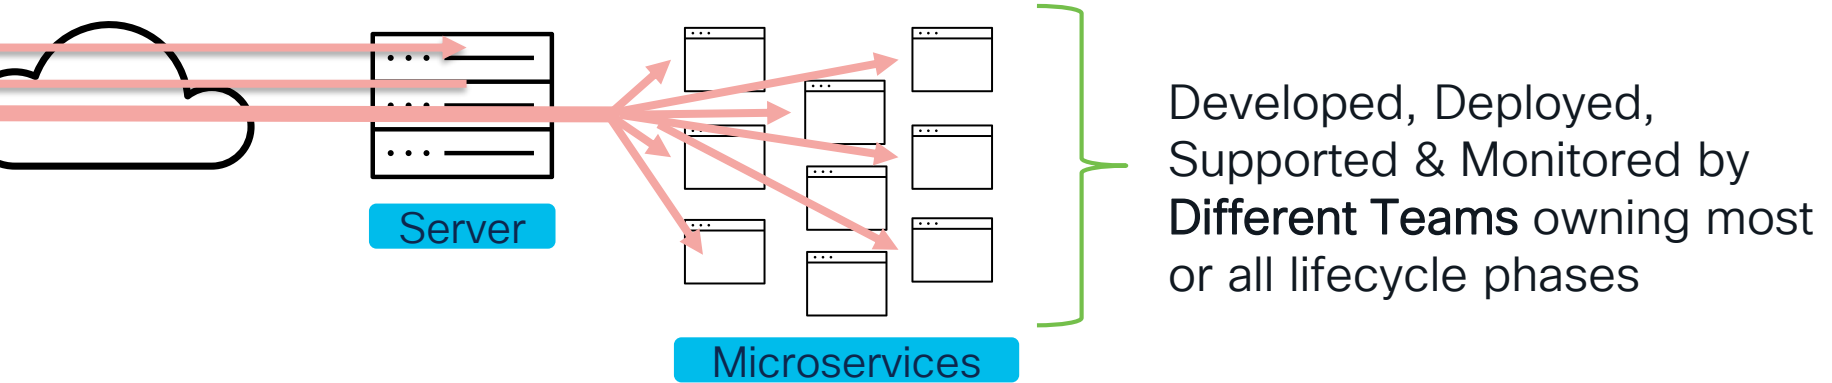 Server
Microservices
Developed, Deployed,
Supported & Monitored by
Different Teams owning most
or all lifecycle phases